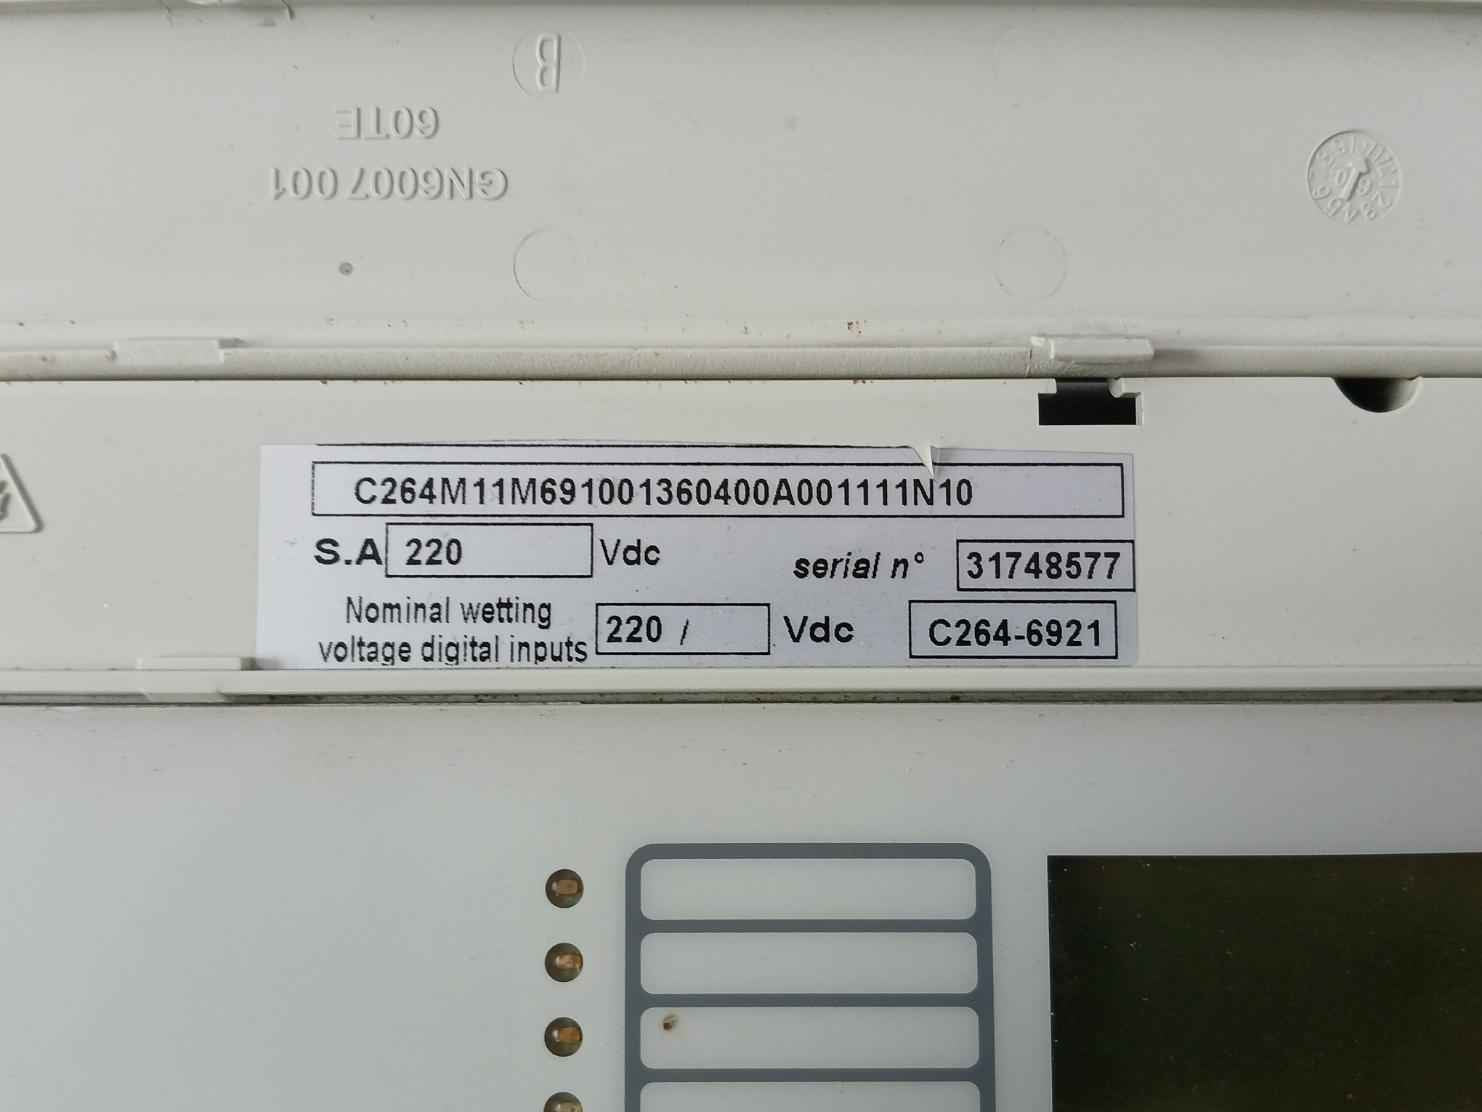 B
60TE
GN6007 001
C264M11M691001360400A001111N10
S.A 220 Vdc serial n° 31748577
Nominal wetting
voltage digital inputs 220 / Vdc C264-6921